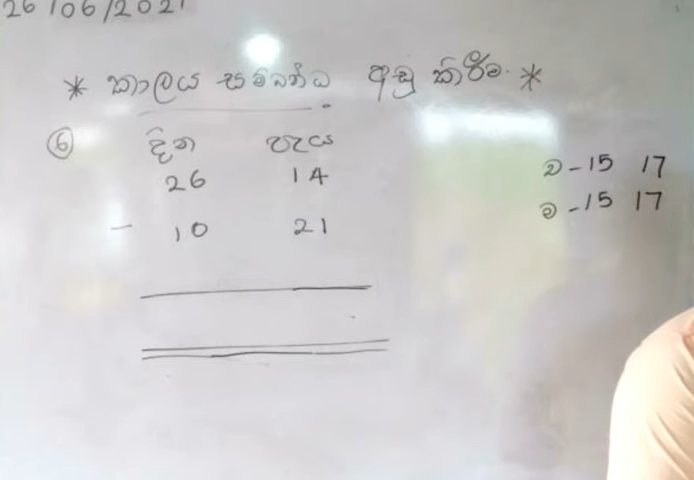 26/06/2021
* කාලය සම්බන්ධ අඩු කිරීම. *
⑥ දින පැය
26 14
ඩ - 15 17
- 10 21
ම - 15 17